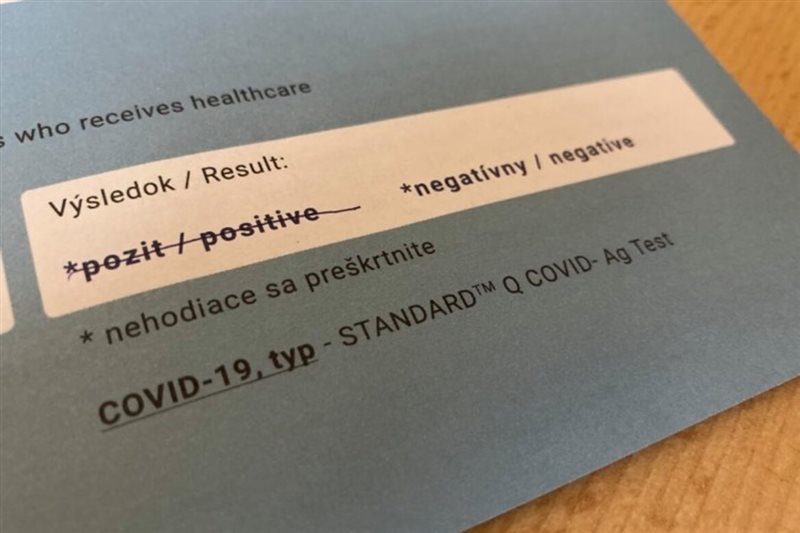 s who receives healthcare
Výsledok / Result:
*pozit / positive *negatívny / negative
* nehodiace sa preškrtnite
COVID-19, typ - STANDARD™ Q COVID- Ag Test